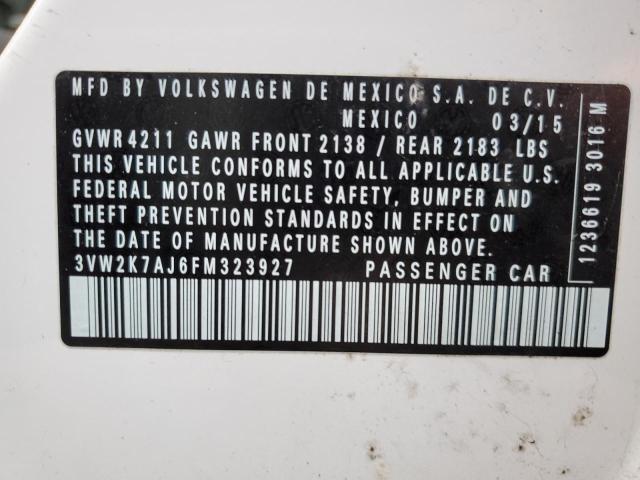 MFD BY VOLKSWAGEN DE MEXICO S.A. DE C.V.
MEXICO 03/15
GVWR 4211 GAWR FRONT 2138 / REAR 2183 LBS
THIS VEHICLE CONFORMS TO ALL APPLICABLE U.S.
FEDERAL MOTOR VEHICLE SAFETY, BUMPER AND
THEFT PREVENTION STANDARDS IN EFFECT ON
THE DATE OF MANUFACTURE SHOWN ABOVE.
3VW2K7AJ6FM323927 PASSENGER CAR
1236619 3016 M